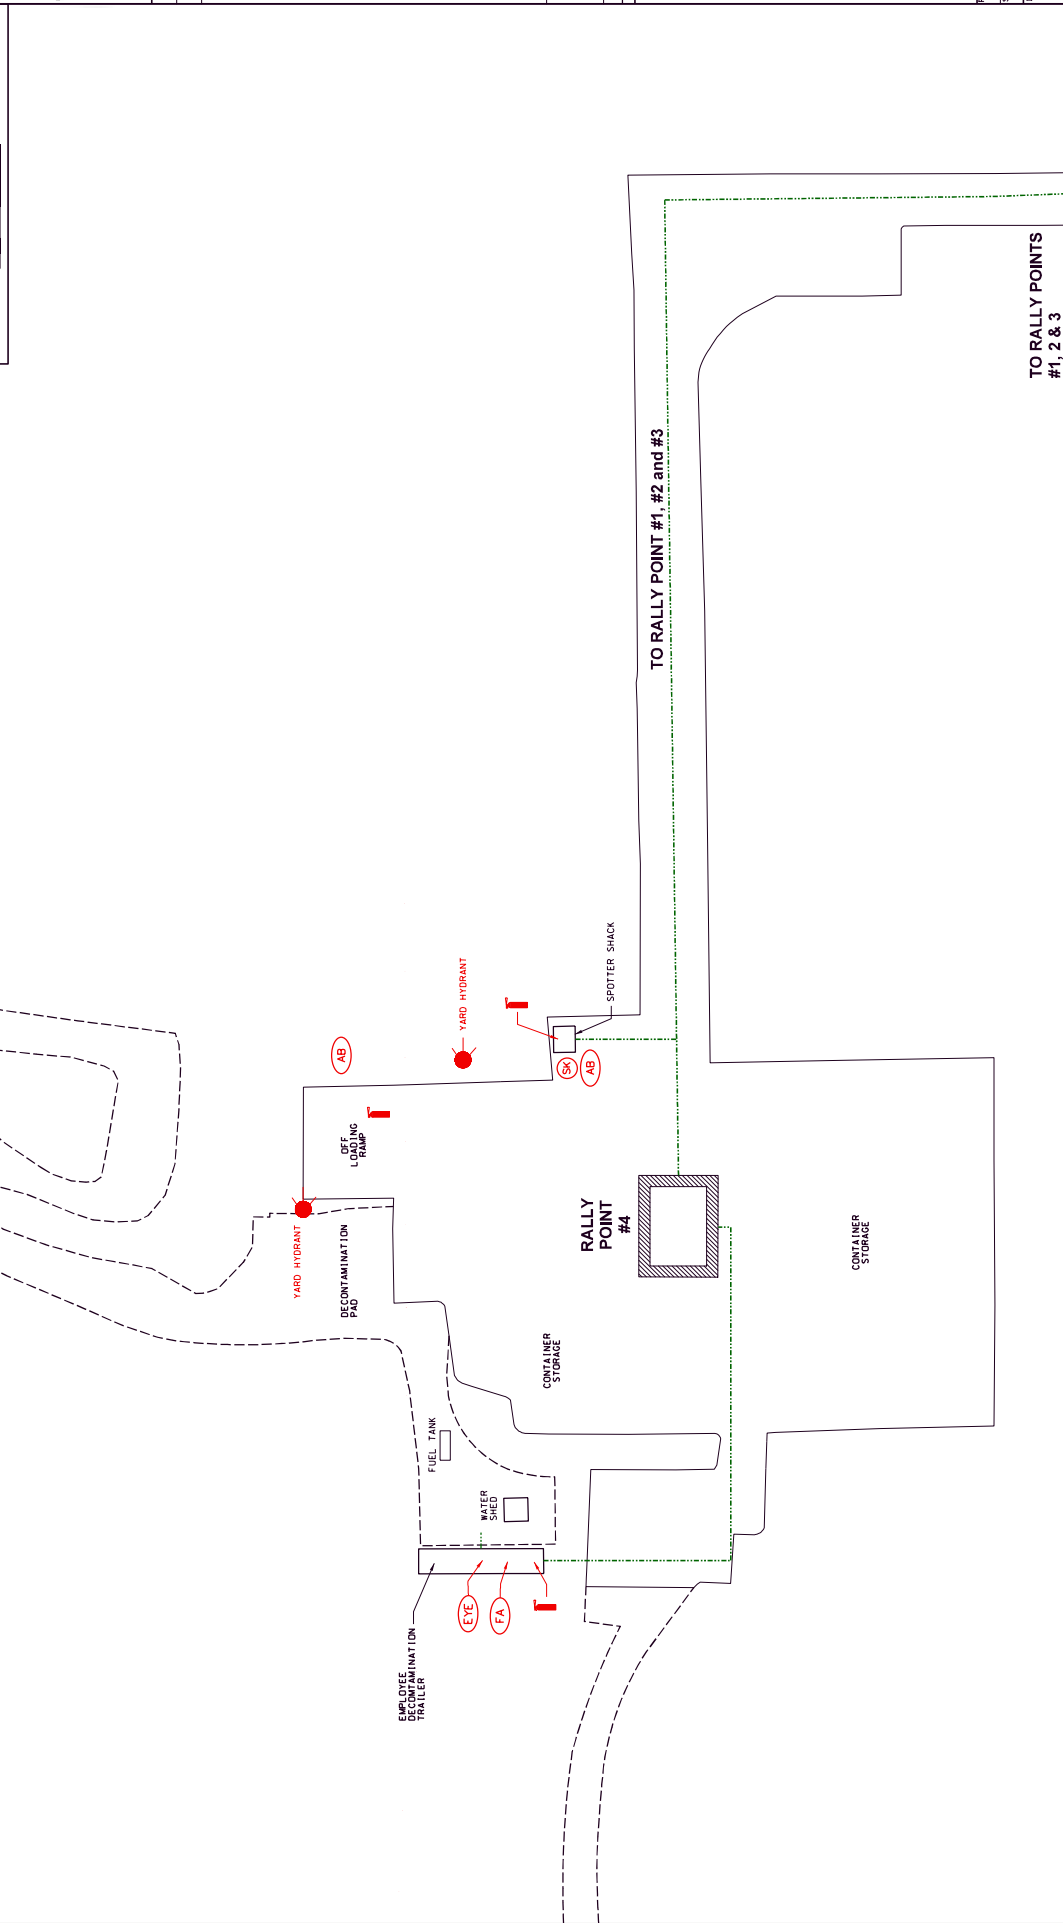 TO RALLY POINTS
#1, 2 & 3
TO RALLY POINT #1, #2 and #3
SPOTTER SHACK
YARD HYDRANT
AB
SK
AB
OFF
LOADING
RAMP
YARD HYDRANT
DECONTAMINATION
PAD
RALLY
POINT
#4
CONTAINER
STORAGE
CONTAINER
STORAGE
FUEL TANK
WATER
SHED
EYE
FA
EMPLOYEE
DECOMTAMINATION
TRAILER